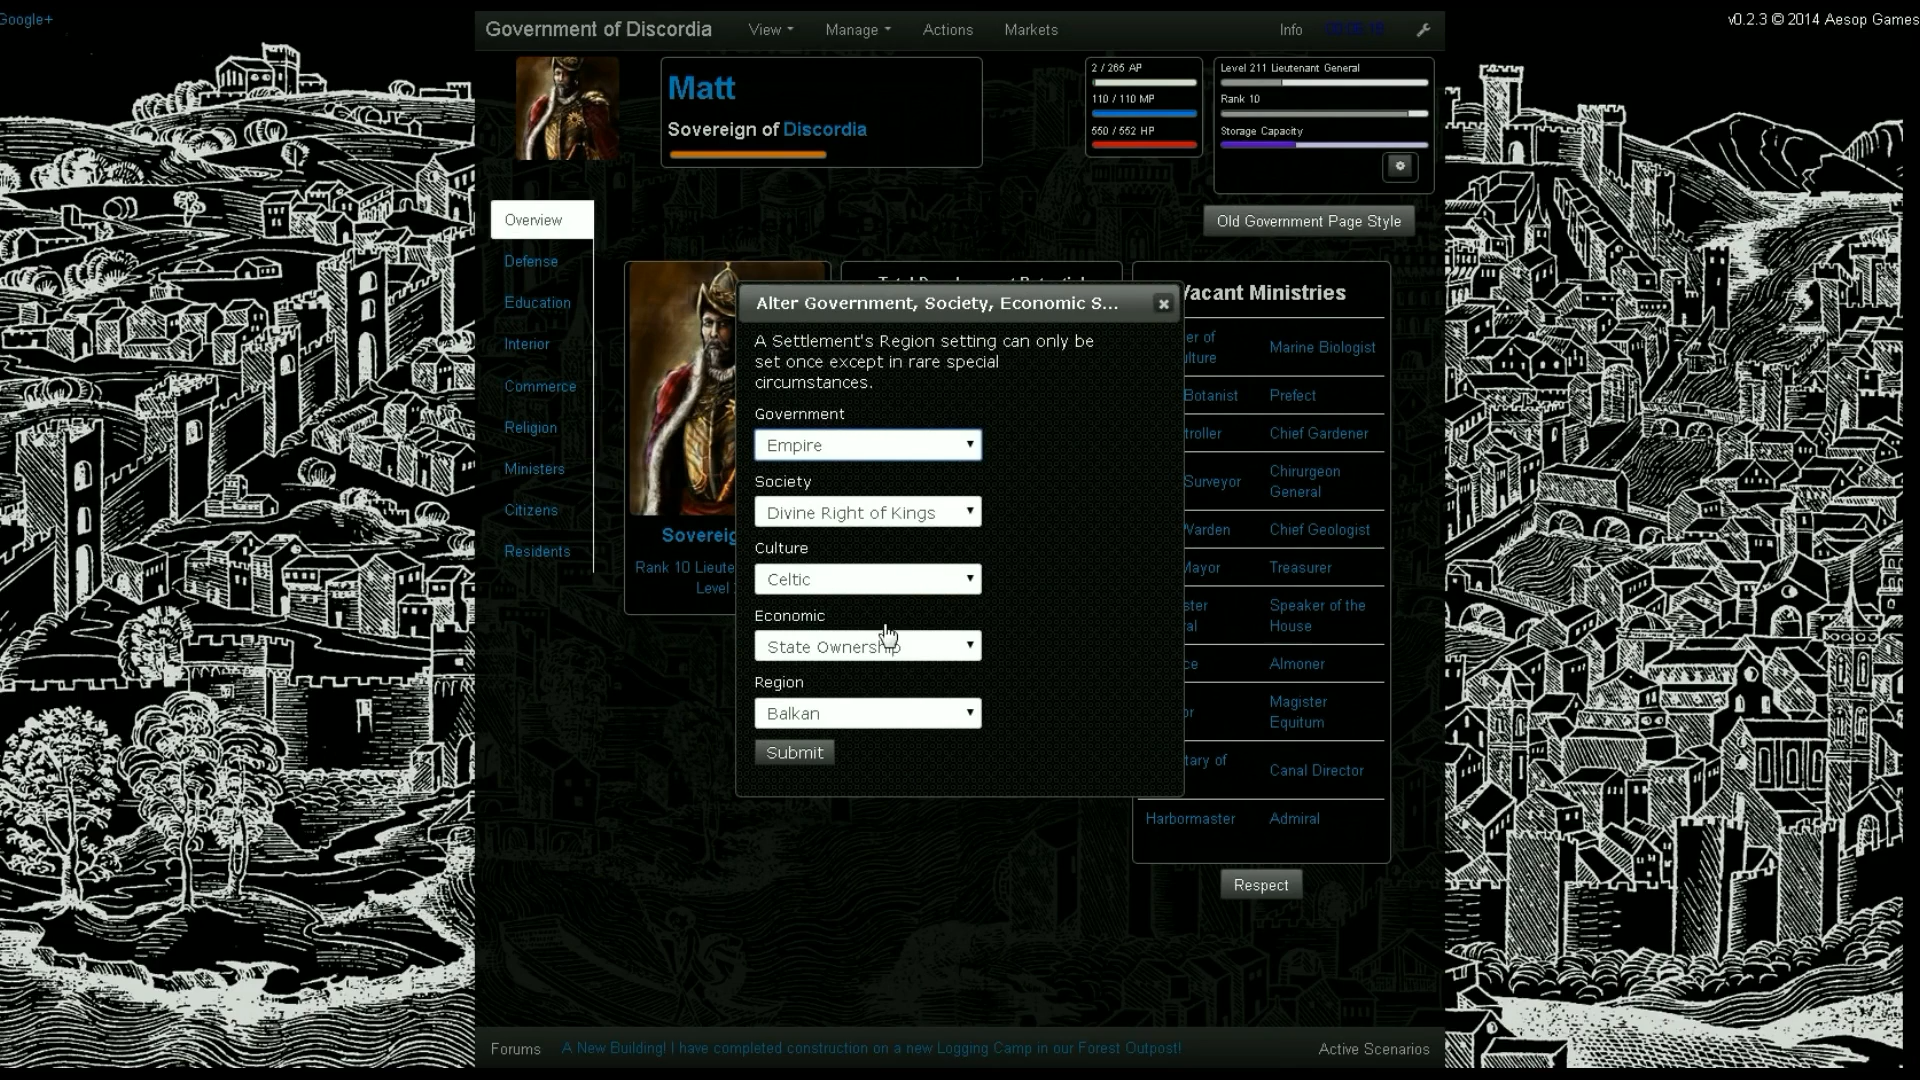 Google+
v0.2.3 © 2014 Aesop Games
Government of Discordia
View
Manage
Actions
Markets
Info
Matt
Sovereign of Discordia
2 / 265 AP
110 / 110 MP
550 / 552 HP
Level 211 Lieutenant General
Rank 10
Storage Capacity
Old Government Page Style
Overview
Defense
Education
Interior
Commerce
Religion
Ministers
Citizens
Residents
Rank 10
Level
Alter Government, Society, Economic S...
A Settlement's Region setting can only be
set once except in rare special
circumstances.
Government
Empire
Society
Divine Right of Kings
Culture
Celtic
Economic
State Ownership
Region
Balkan
Submit
Vacant Ministries
Marine Biologist
Botanist
Prefect
Chief Gardener
Surveyor
Chirurgeon
General
Warden
Chief Geologist
Mayor
Treasurer
Speaker of the
House
Almoner
Magister
Equitum
Canal Director
Harbormaster
Admiral
Respect
Forums
A New Building! I have completed construction on a new Logging Camp in our Forest Outpost!
Active Scenarios